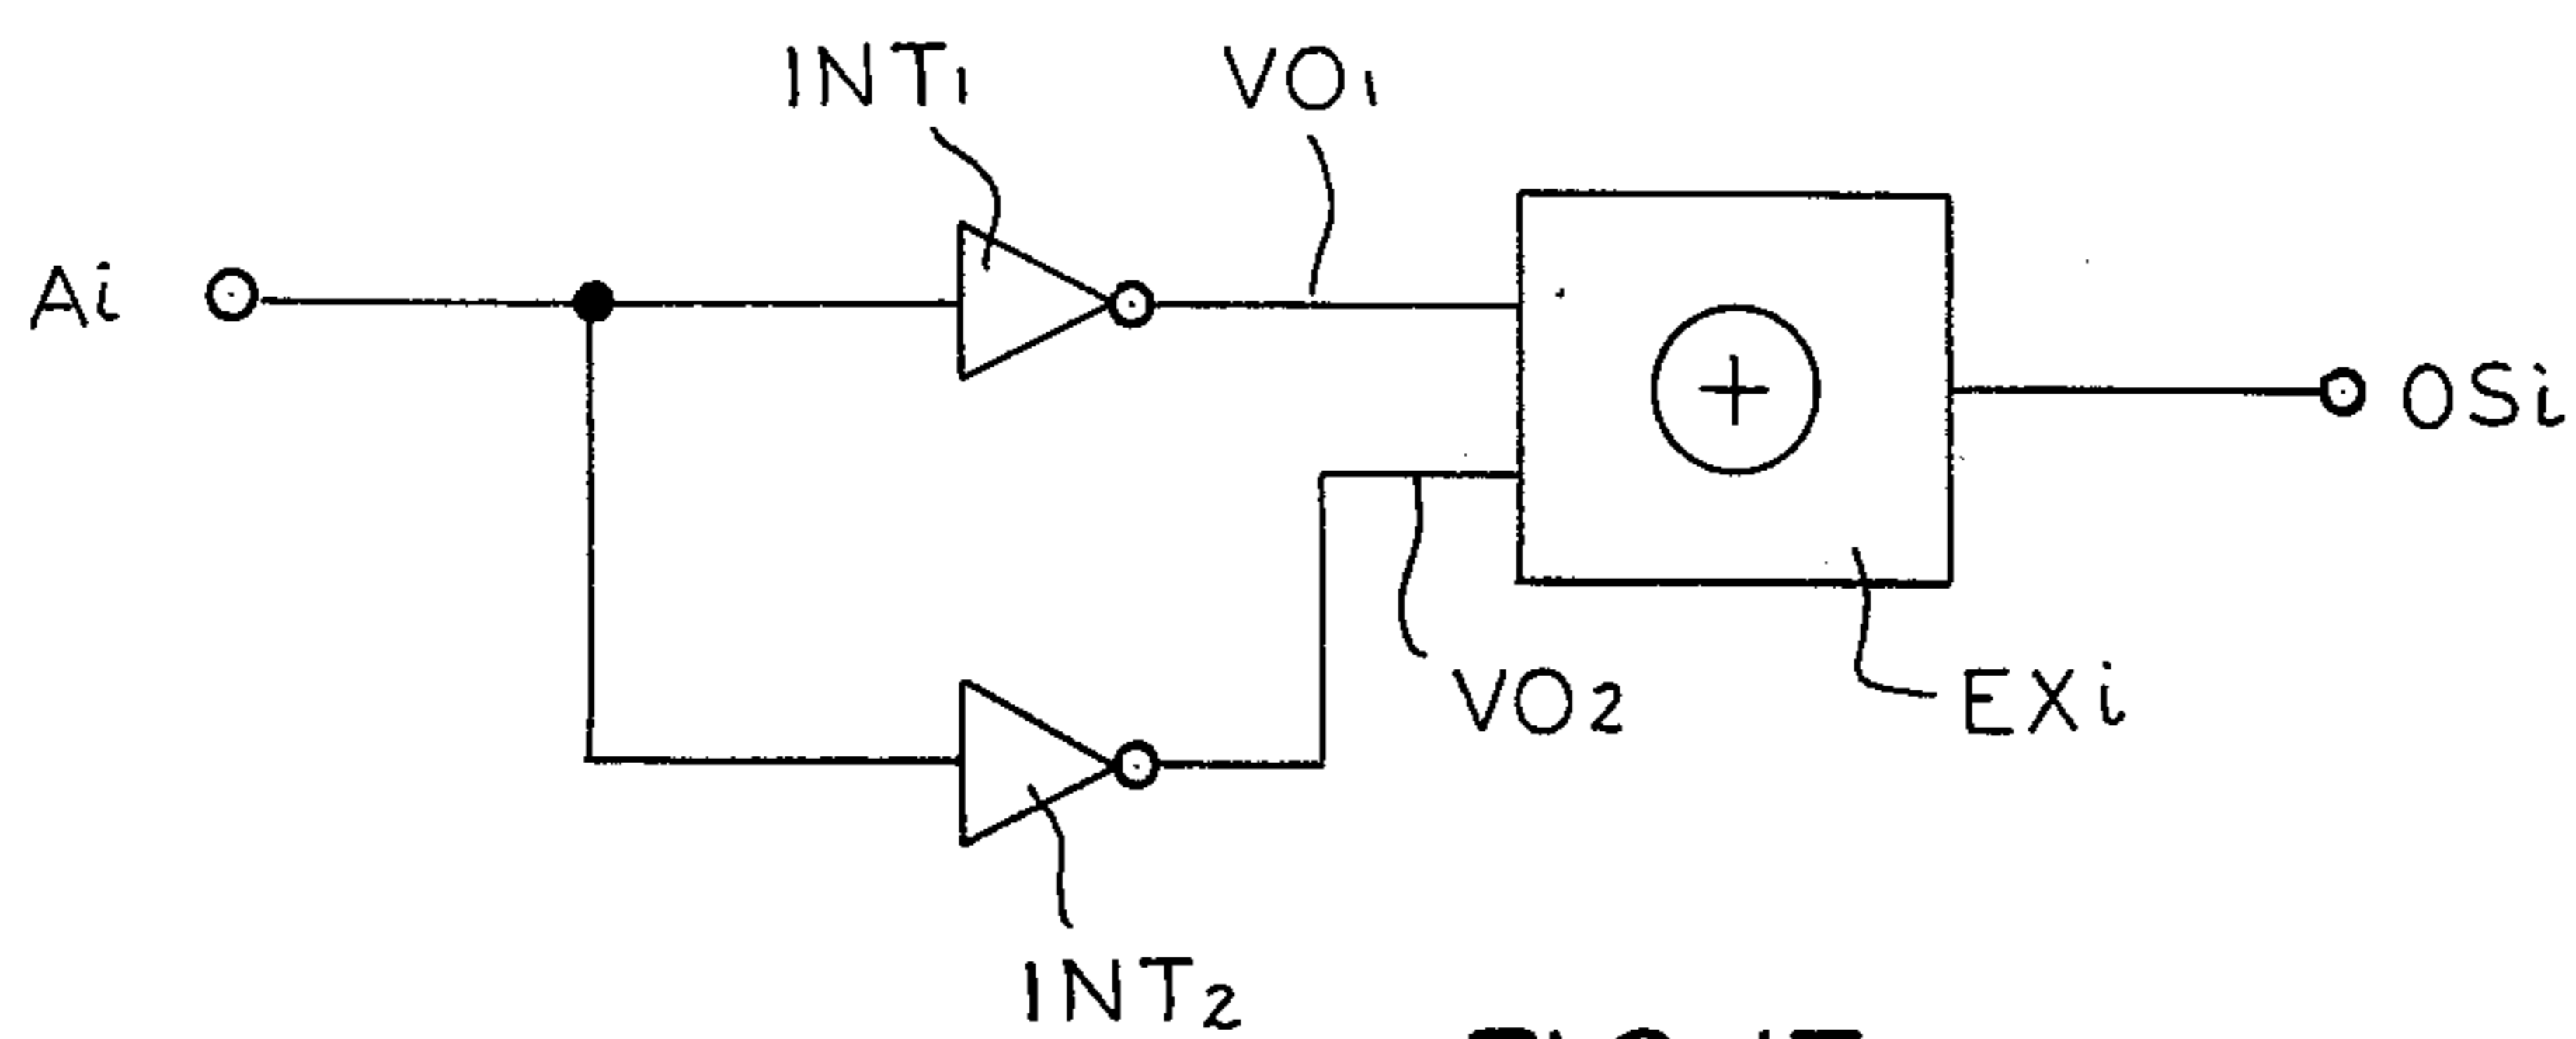 INT1
VO1
Ai
OSi
VO2
EXi
INT2